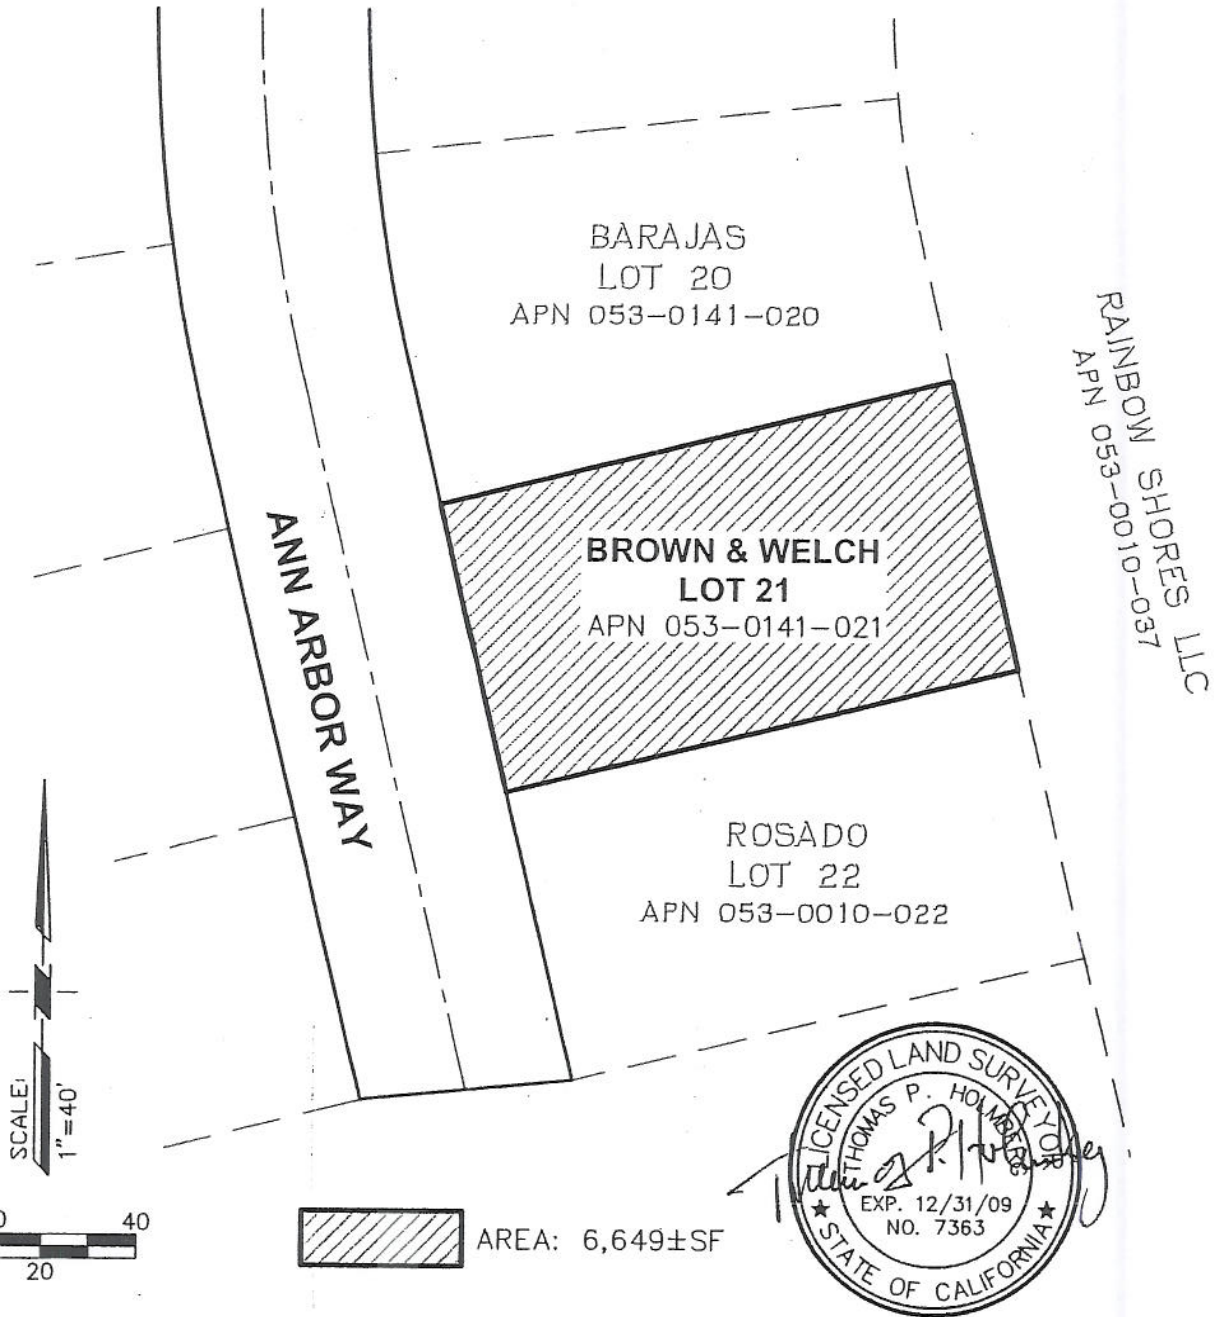 BARAJAS
LOT 20
APN 053-0141-020
RAINBOW SHORES LLC
APN 053-0010-037
ANN ARBOR WAY
BROWN & WELCH
LOT 21
APN 053-0141-021
ROSADO
LOT 22
APN 053-0010-022
SCALE:
1"=40'
0 40
20
AREA: 6,649±SF
LICENSED LAND SURVEYOR
THOMAS P. HOLMBERG
EXP. 12/31/09
NO. 7363
★ STATE OF CALIFORNIA ★